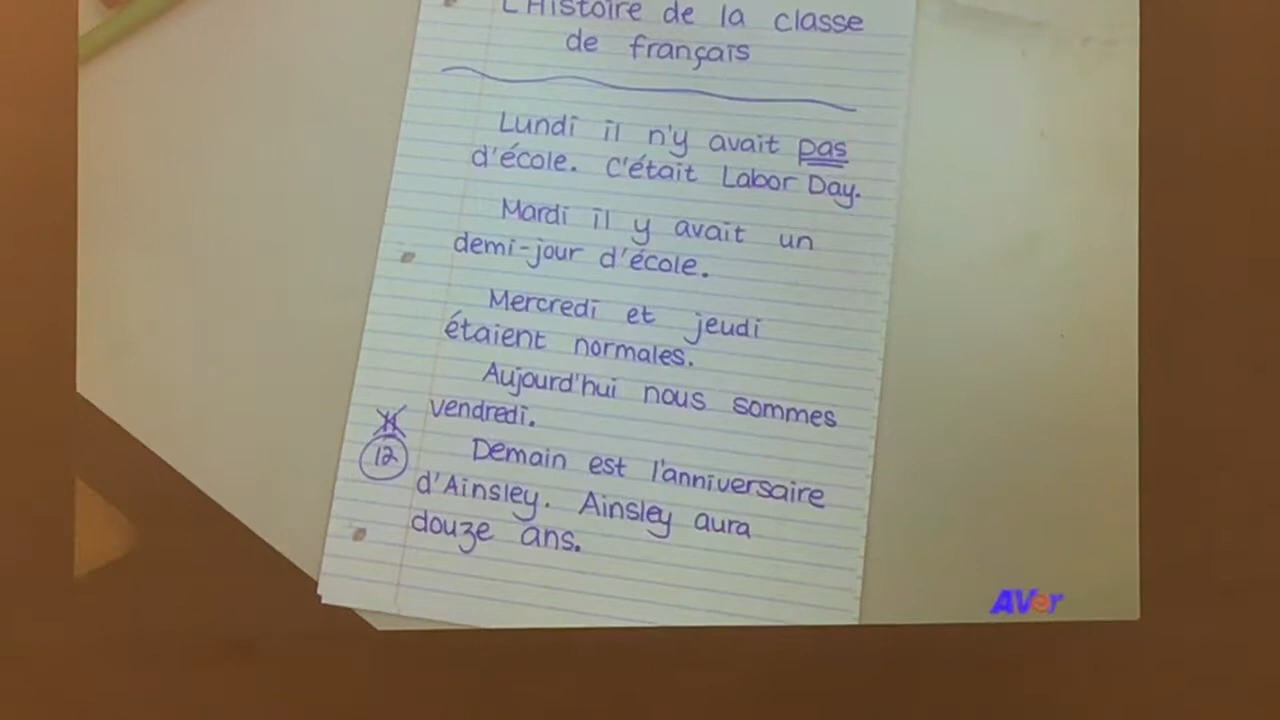 L'Histoire de la classe
de français
Lundi il n'y avait pas
d'école. C'était Labor Day.
Mardi il y avait un
demi-jour d'école.
Mercredi et jeudi
étaient normales.
Aujourd'hui nous sommes
vendredi.
12
Demain est l'anniversaire
d'Ainsley. Ainsley aura
douze ans.
AVer